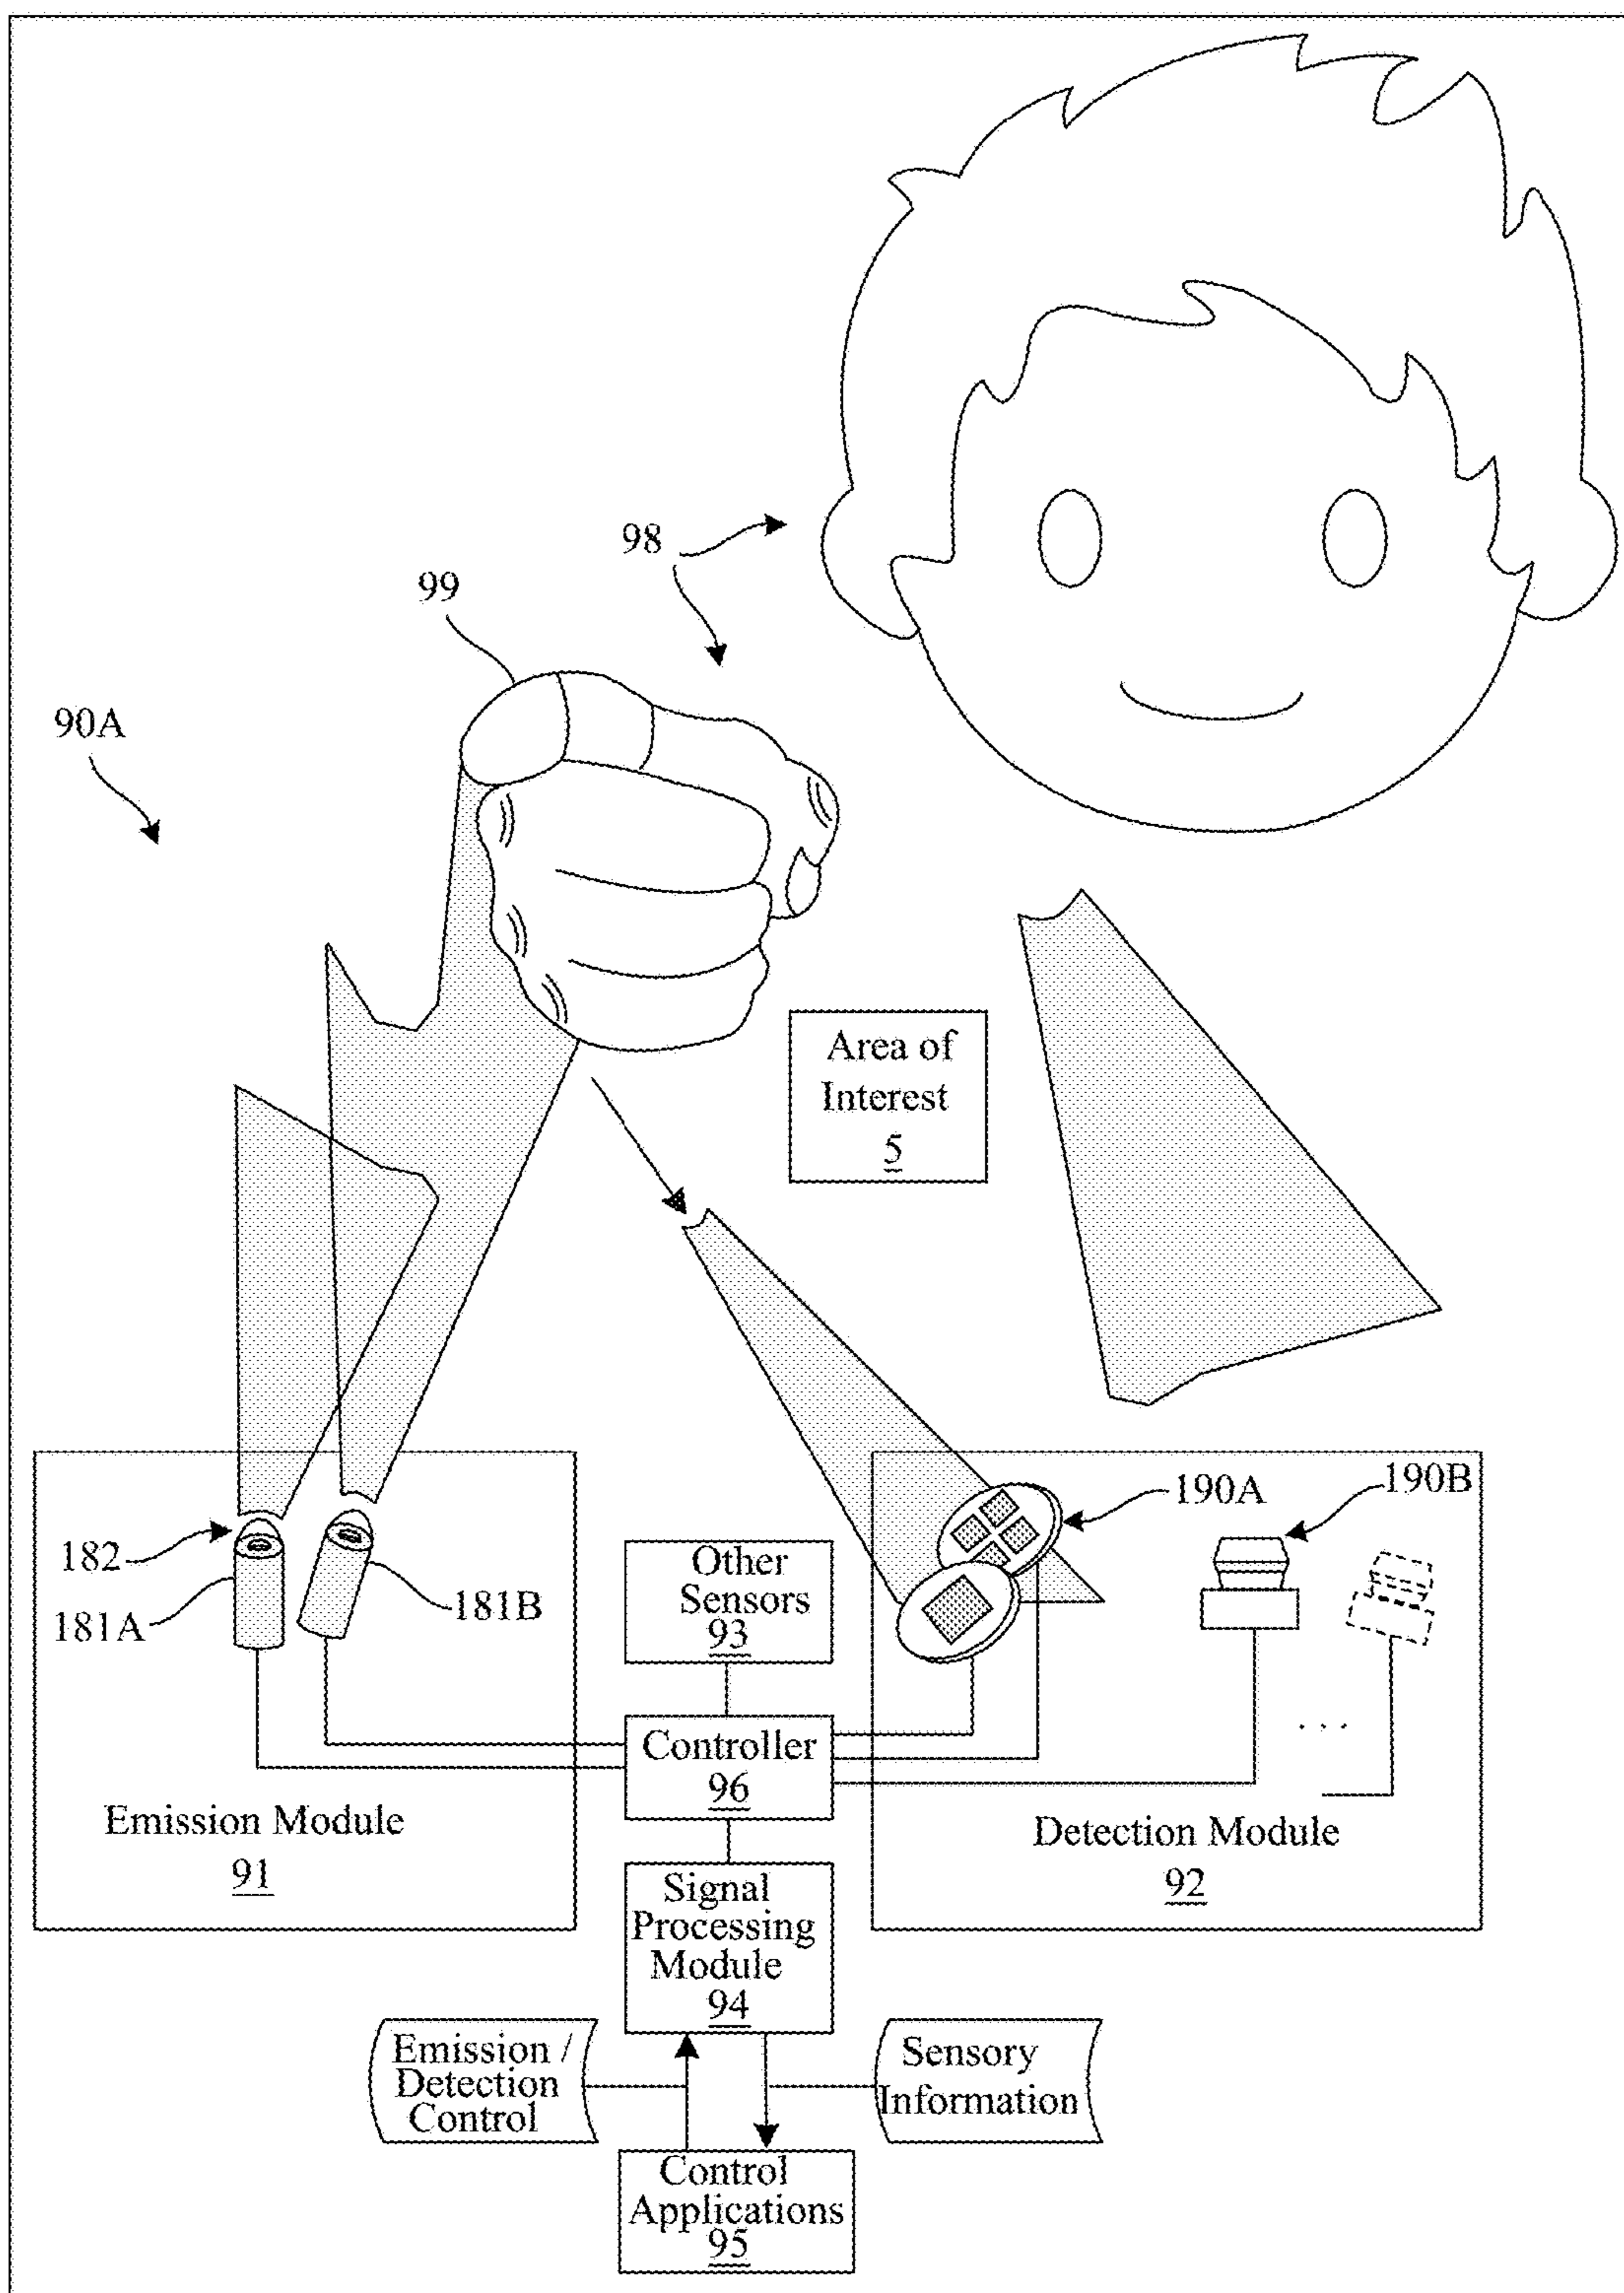 98
99
90A
Area of
Interest
5
190A
190B
182
181A
181B
Other
Sensors
93
Controller
96
Emission Module
91
Detection Module
92
. . .
Signal
Processing
Module
94
Emission /
Detection
Control
Sensory
Information
Control
Applications
95